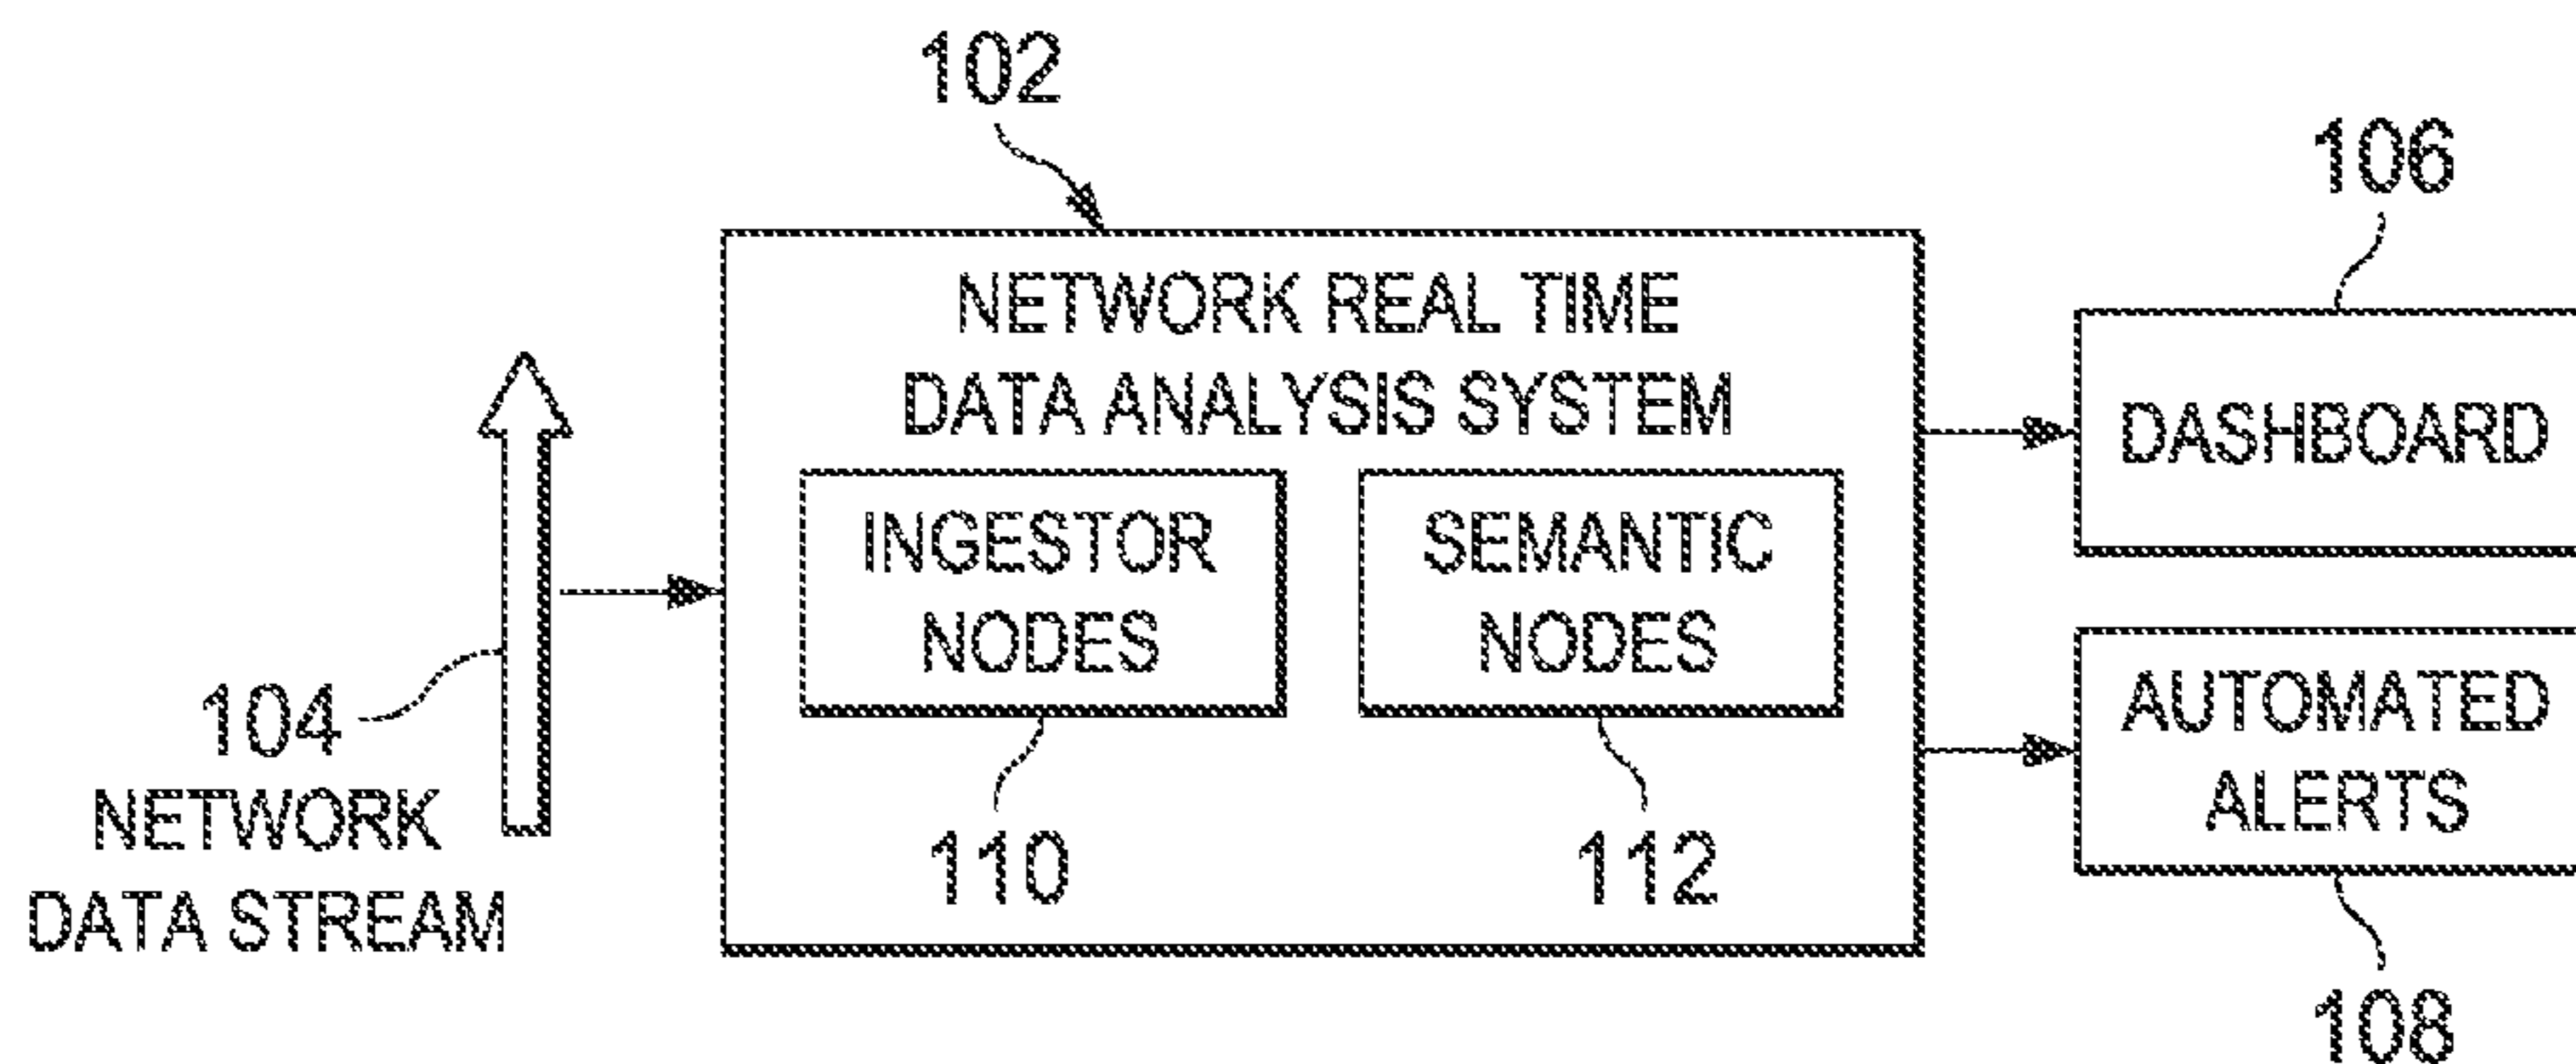 102
106
NETWORK REAL TIME
DATA ANALYSIS SYSTEM
DASHBOARD
INGESTOR
NODES
SEMANTIC
NODES
104
NETWORK
DATA STREAM
AUTOMATED
ALERTS
110
112
108